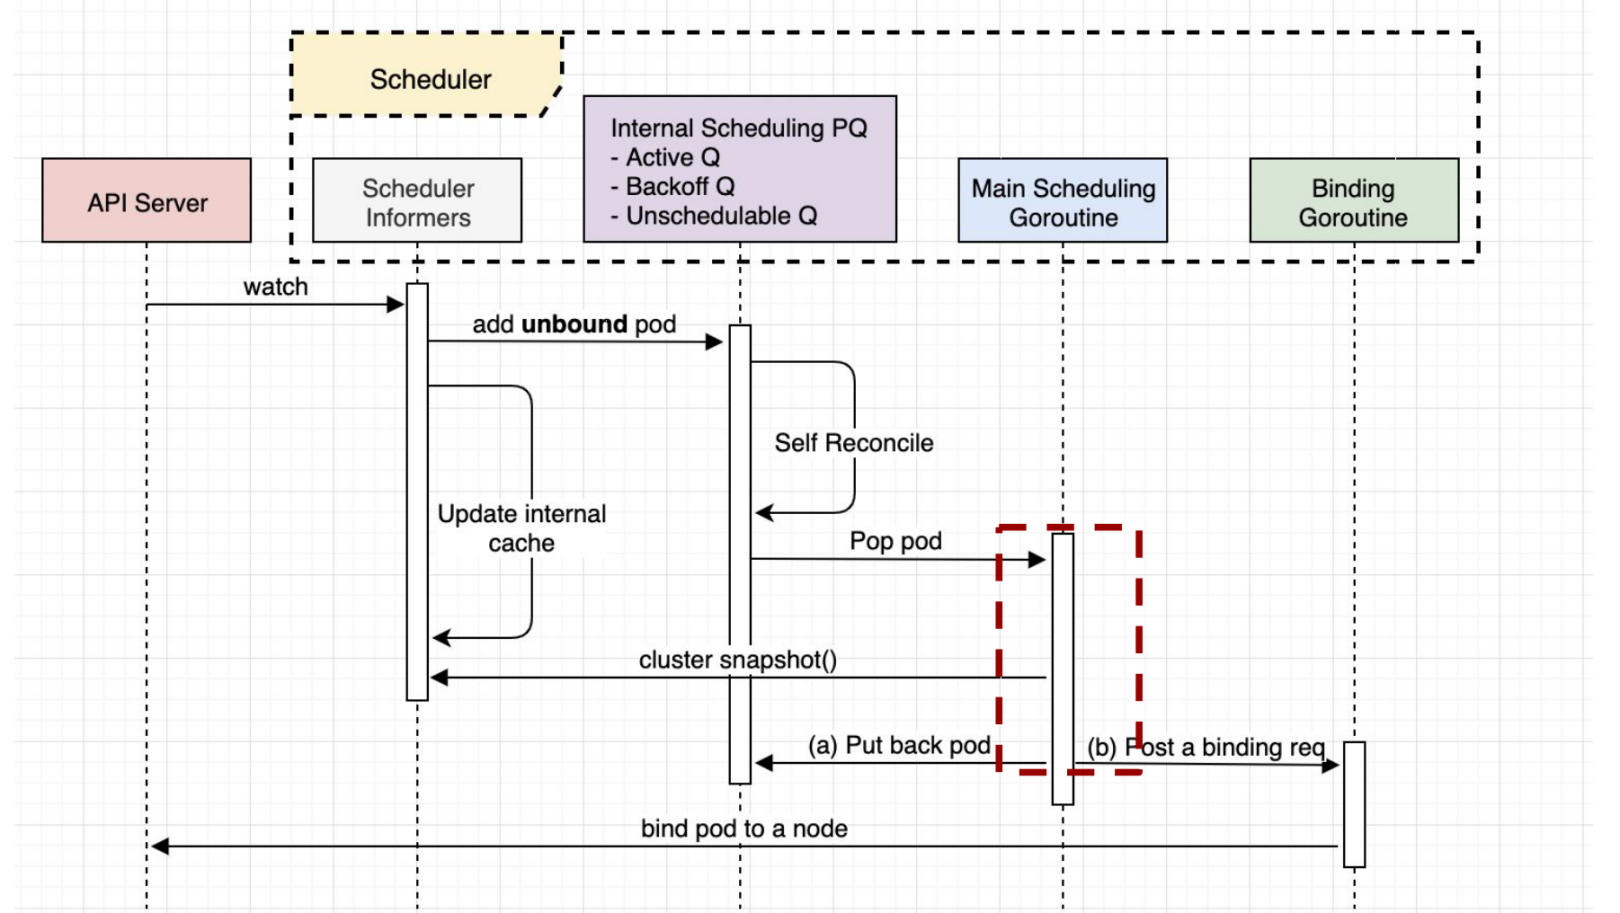 Scheduler
Internal Scheduling PQ
- Active Q
- Backoff Q
- Unschedulable Q
API Server
Scheduler
Informers
Main Scheduling
Goroutine
Binding
Goroutine
watch
add unbound pod
Self Reconcile
Update internal
cache
Pop pod
cluster snapshot()
(a) Put back pod
(b) Post a binding req
bind pod to a node